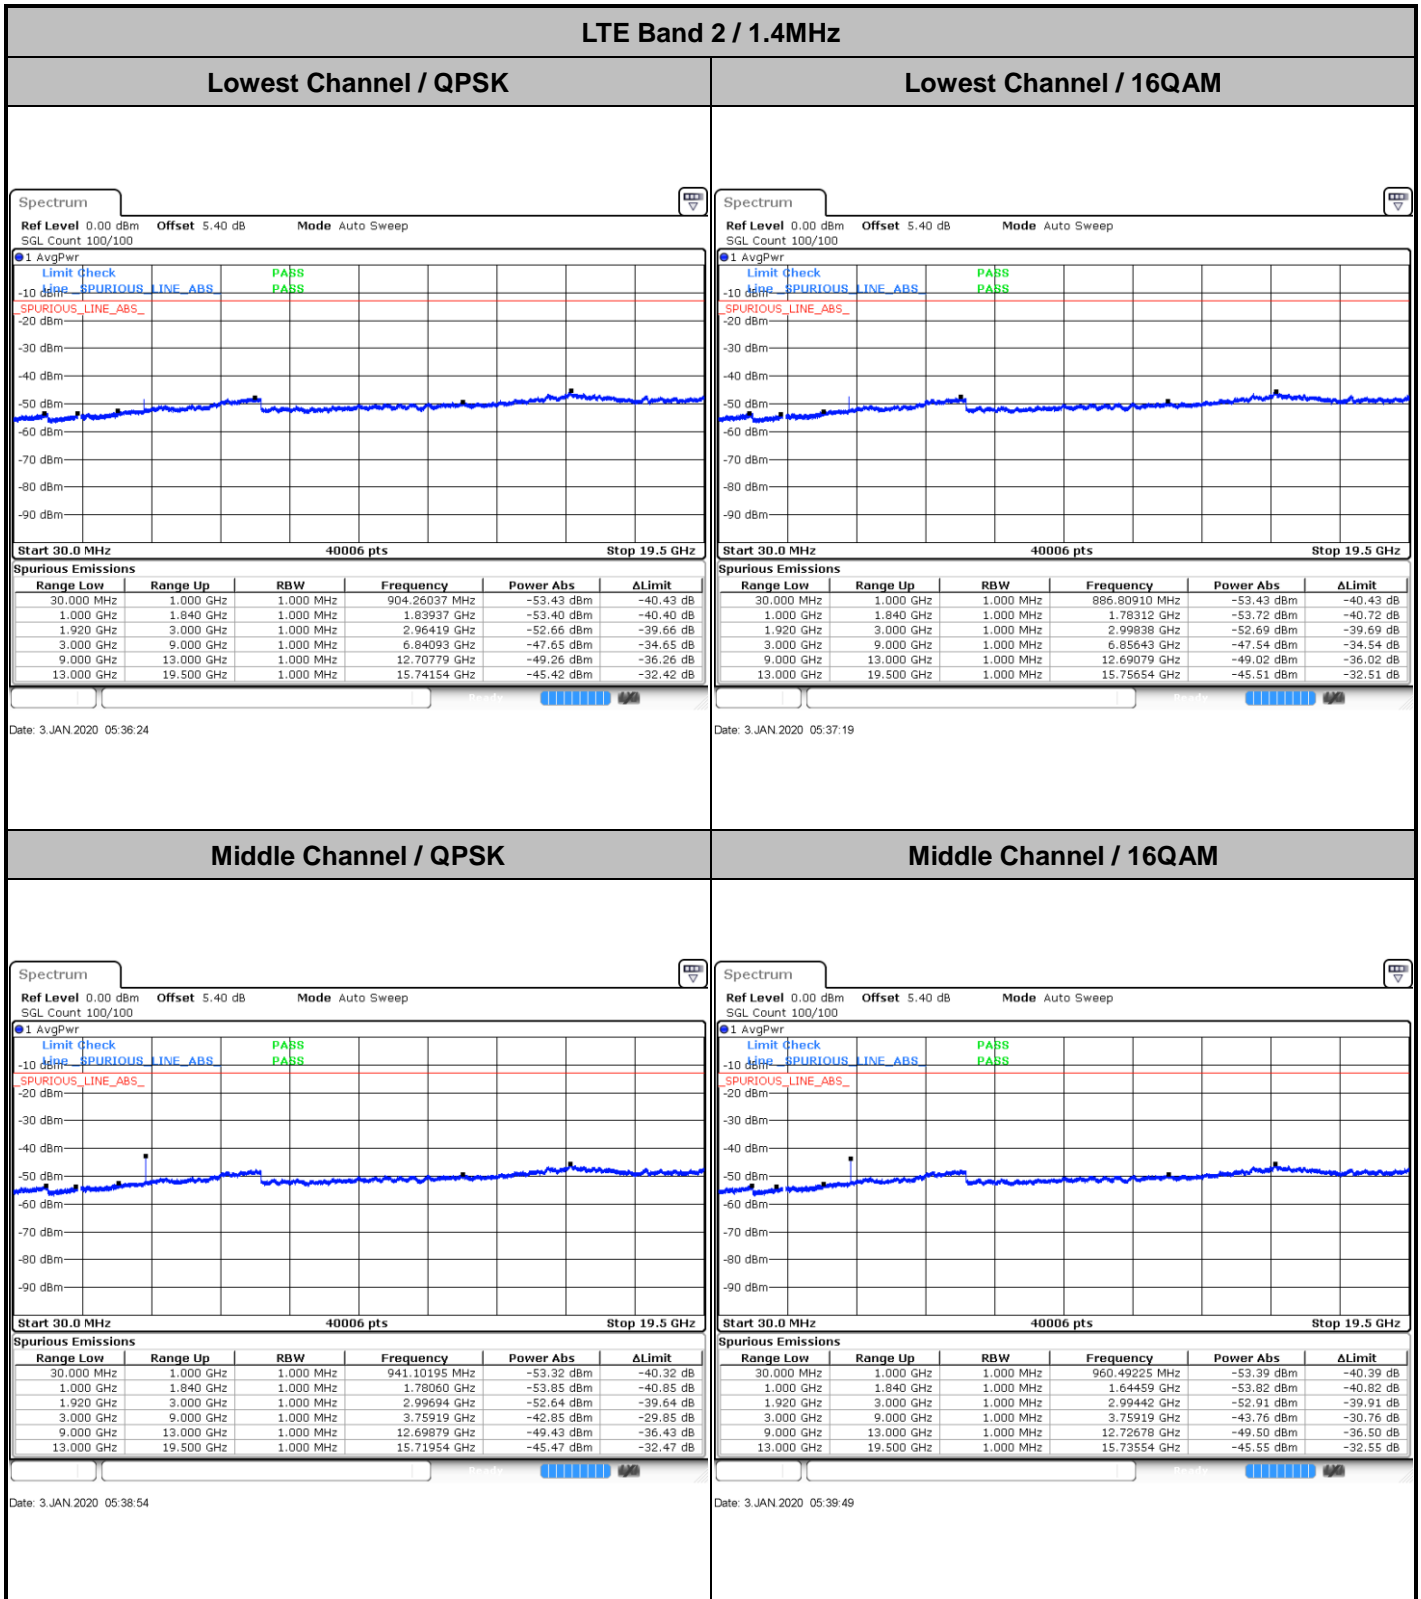 LTE Band 2 / 1.4MHz
Lowest Channel / QPSK
Lowest Channel / 16QAM
Spectrum
Ref Level 0.00 dBm Offset 5.40 dB Mode Auto Sweep
SGL Count 100/100
1 AvgPwr
Limit Check PASS
Line _SPURIOUS_LINE_ABS_ PASS
-10 dBm
_SPURIOUS_LINE_ABS_
-20 dBm
-30 dBm
-40 dBm
-50 dBm
-60 dBm
-70 dBm
-80 dBm
-90 dBm
Start 30.0 MHz 40006 pts Stop 19.5 GHz
Spurious Emissions
Range Low Range Up RBW Frequency Power Abs ΔLimit
30.000 MHz 1.000 GHz 1.000 MHz 904.26037 MHz -53.43 dBm -40.43 dB
1.000 GHz 1.840 GHz 1.000 MHz 1.83937 GHz -53.40 dBm -40.40 dB
1.920 GHz 3.000 GHz 1.000 MHz 2.96419 GHz -52.66 dBm -39.66 dB
3.000 GHz 9.000 GHz 1.000 MHz 6.84093 GHz -47.65 dBm -34.65 dB
9.000 GHz 13.000 GHz 1.000 MHz 12.70779 GHz -49.26 dBm -36.26 dB
13.000 GHz 19.500 GHz 1.000 MHz 15.74154 GHz -45.42 dBm -32.42 dB
Ready
Date: 3.JAN.2020 05:36:24
Spectrum
Ref Level 0.00 dBm Offset 5.40 dB Mode Auto Sweep
SGL Count 100/100
1 AvgPwr
Limit Check PASS
Line _SPURIOUS_LINE_ABS_ PASS
-10 dBm
_SPURIOUS_LINE_ABS_
-20 dBm
-30 dBm
-40 dBm
-50 dBm
-60 dBm
-70 dBm
-80 dBm
-90 dBm
Start 30.0 MHz 40006 pts Stop 19.5 GHz
Spurious Emissions
Range Low Range Up RBW Frequency Power Abs ΔLimit
30.000 MHz 1.000 GHz 1.000 MHz 886.80910 MHz -53.43 dBm -40.43 dB
1.000 GHz 1.840 GHz 1.000 MHz 1.78312 GHz -53.72 dBm -40.72 dB
1.920 GHz 3.000 GHz 1.000 MHz 2.99838 GHz -52.69 dBm -39.69 dB
3.000 GHz 9.000 GHz 1.000 MHz 6.85643 GHz -47.54 dBm -34.54 dB
9.000 GHz 13.000 GHz 1.000 MHz 12.69079 GHz -49.02 dBm -36.02 dB
13.000 GHz 19.500 GHz 1.000 MHz 15.75654 GHz -45.51 dBm -32.51 dB
Ready
Date: 3.JAN.2020 05:37:19
Middle Channel / QPSK
Middle Channel / 16QAM
Spectrum
Ref Level 0.00 dBm Offset 5.40 dB Mode Auto Sweep
SGL Count 100/100
1 AvgPwr
Limit Check PASS
Line _SPURIOUS_LINE_ABS_ PASS
-10 dBm
_SPURIOUS_LINE_ABS_
-20 dBm
-30 dBm
-40 dBm
-50 dBm
-60 dBm
-70 dBm
-80 dBm
-90 dBm
Start 30.0 MHz 40006 pts Stop 19.5 GHz
Spurious Emissions
Range Low Range Up RBW Frequency Power Abs ΔLimit
30.000 MHz 1.000 GHz 1.000 MHz 941.10195 MHz -53.32 dBm -40.32 dB
1.000 GHz 1.840 GHz 1.000 MHz 1.78060 GHz -53.85 dBm -40.85 dB
1.920 GHz 3.000 GHz 1.000 MHz 2.99694 GHz -52.64 dBm -39.64 dB
3.000 GHz 9.000 GHz 1.000 MHz 3.75919 GHz -42.85 dBm -29.85 dB
9.000 GHz 13.000 GHz 1.000 MHz 12.69879 GHz -49.43 dBm -36.43 dB
13.000 GHz 19.500 GHz 1.000 MHz 15.71954 GHz -45.47 dBm -32.47 dB
Ready
Date: 3.JAN.2020 05:38:54
Spectrum
Ref Level 0.00 dBm Offset 5.40 dB Mode Auto Sweep
SGL Count 100/100
1 AvgPwr
Limit Check PASS
Line _SPURIOUS_LINE_ABS_ PASS
-10 dBm
_SPURIOUS_LINE_ABS_
-20 dBm
-30 dBm
-40 dBm
-50 dBm
-60 dBm
-70 dBm
-80 dBm
-90 dBm
Start 30.0 MHz 40006 pts Stop 19.5 GHz
Spurious Emissions
Range Low Range Up RBW Frequency Power Abs ΔLimit
30.000 MHz 1.000 GHz 1.000 MHz 960.49225 MHz -53.39 dBm -40.39 dB
1.000 GHz 1.840 GHz 1.000 MHz 1.64459 GHz -53.82 dBm -40.82 dB
1.920 GHz 3.000 GHz 1.000 MHz 2.99442 GHz -52.91 dBm -39.91 dB
3.000 GHz 9.000 GHz 1.000 MHz 3.75919 GHz -43.76 dBm -30.76 dB
9.000 GHz 13.000 GHz 1.000 MHz 12.72678 GHz -49.50 dBm -36.50 dB
13.000 GHz 19.500 GHz 1.000 MHz 15.73554 GHz -45.55 dBm -32.55 dB
Ready
Date: 3.JAN.2020 05:39:49